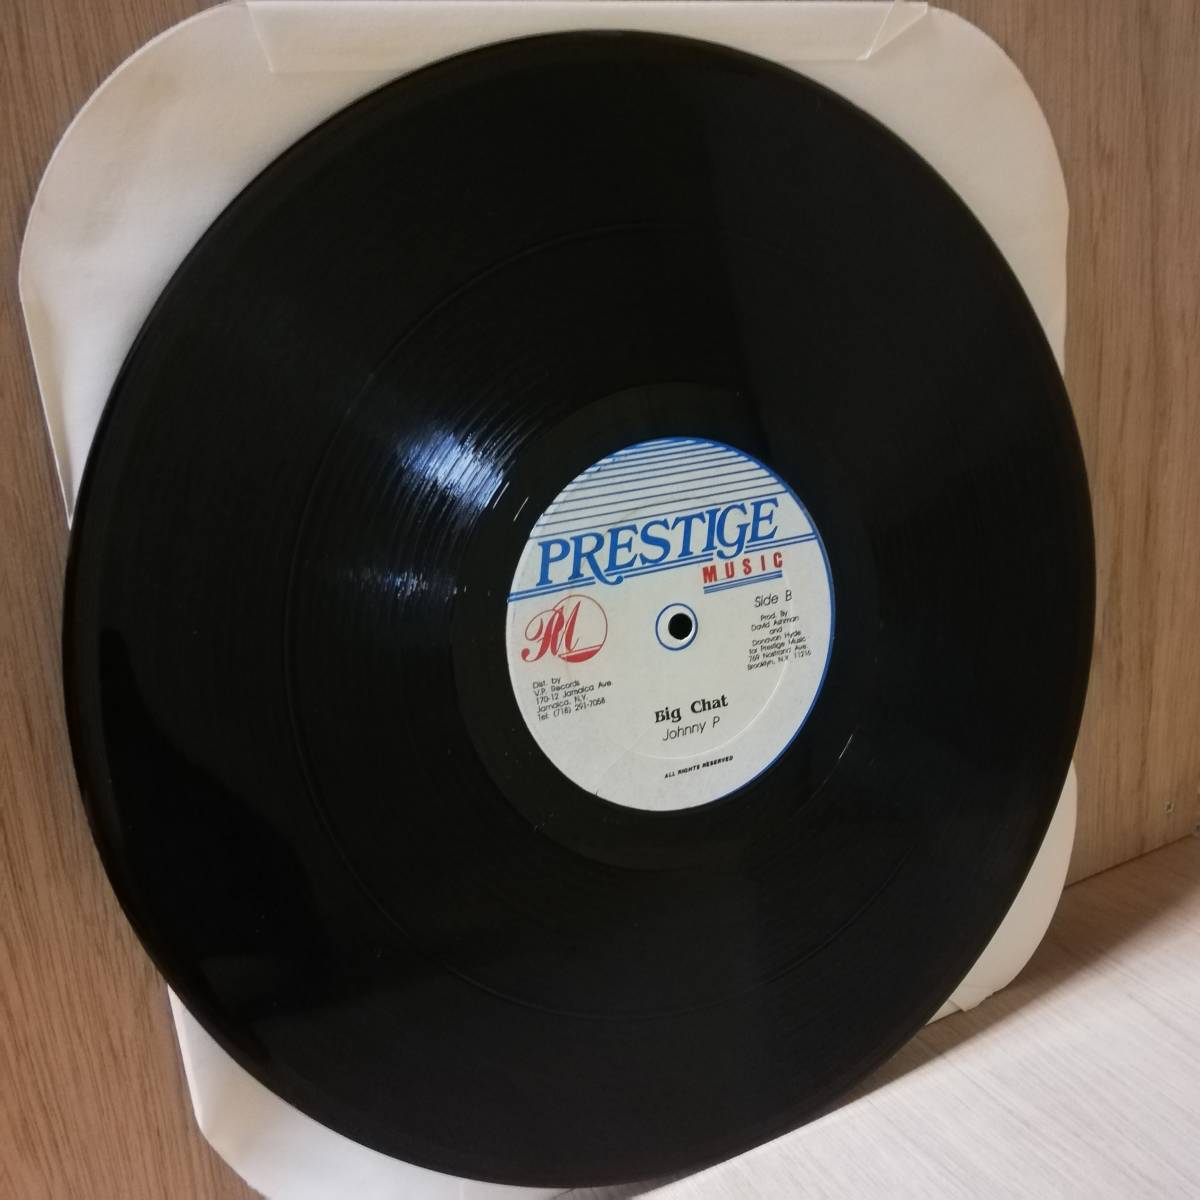 PRESTIGE
MUSIC
Side B
Prod. By
David Ashman
and
Donavon Hyde
for Prestige Music
769 Nostrand Ave.
Brooklyn, N.Y. 11216
PM
Dist. by
V.P. Records
170-12 Jamaica Ave.
Jamaica, N.Y.
Tel: (718) 291-7058
Big Chat
Johnny P
ALL RIGHTS RESERVED